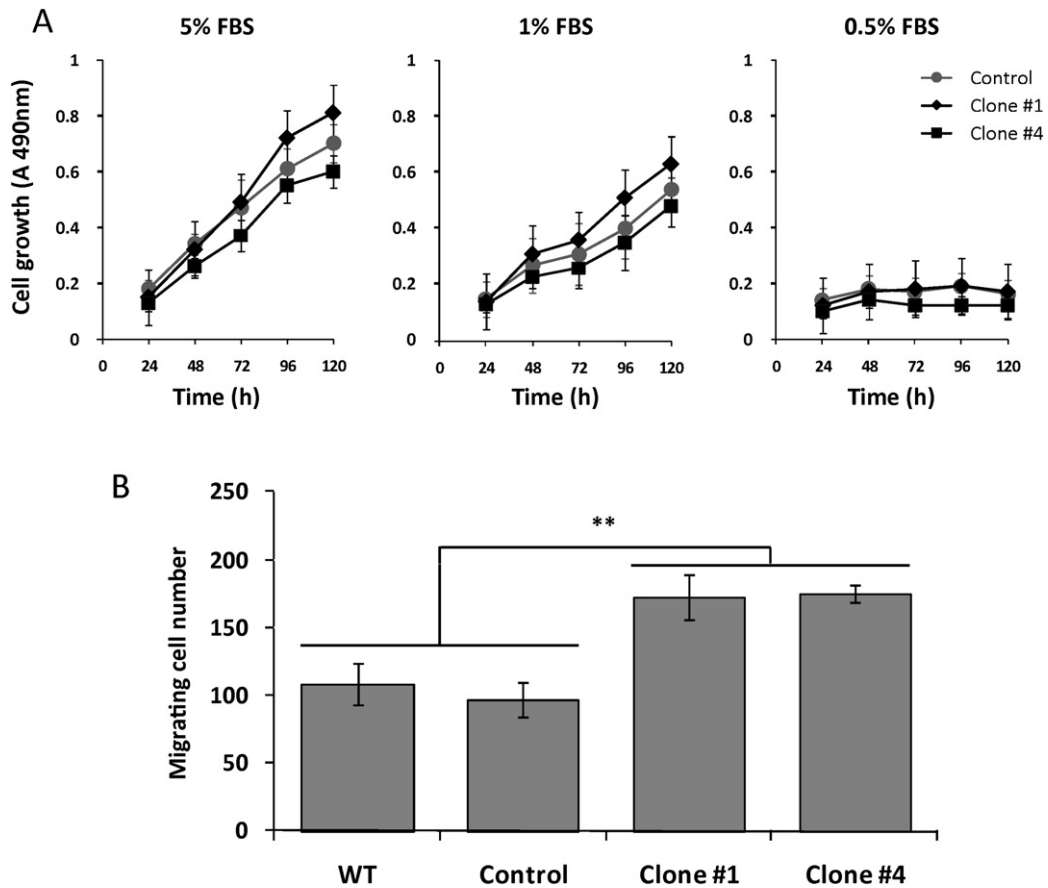 A
5% FBS
1% FBS
0.5% FBS
Cell growth (A 490nm)
1
0.8
0.6
0.4
0.2
0
0 24 48 72 96 120
Time (h)
1
0.8
0.6
0.4
0.2
0
0 24 48 72 96 120
Time (h)
1
0.8
0.6
0.4
0.2
0
0 24 48 72 96 120
Time (h)
Control
Clone #1
Clone #4
B
Migrating cell number
250
200
150
100
50
0
**
WT Control Clone #1 Clone #4